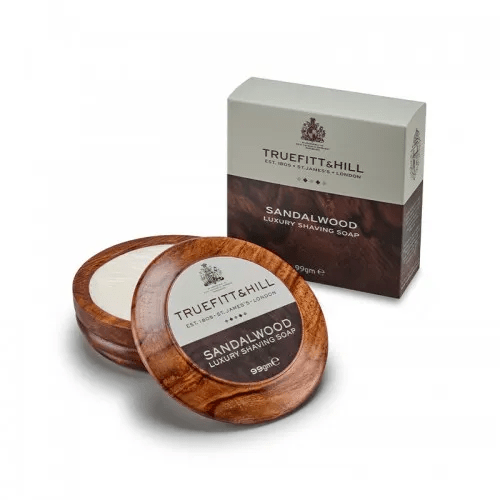 TRUEFITT&HILL
EST. 1805 • ST. JAMES'S • LONDON
SANDALWOOD
LUXURY SHAVING SOAP
99gm e
TRUEFITT&HILL
EST. 1805 • ST. JAMES'S • LONDON
SANDALWOOD
LUXURY SHAVING SOAP
99gm e